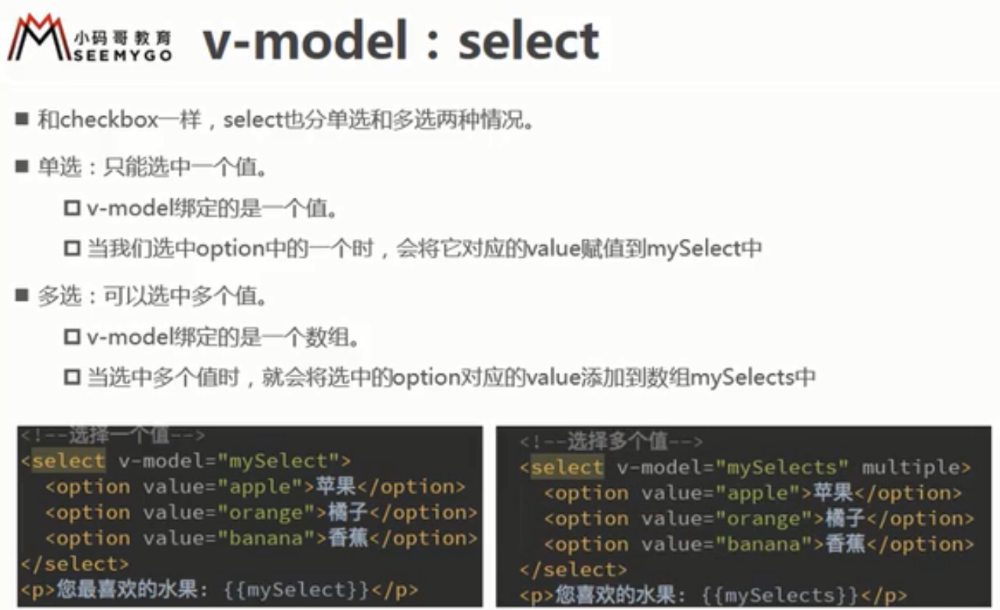 小码哥教育
SEEMYGO
v-model：select
■ 和checkbox一样，select也分单选和多选两种情况。
■ 单选：只能选中一个值。
v-model绑定的是一个值。
当我们选中option中的一个时，会将它对应的value赋值到mySelect中
■ 多选：可以选中多个值。
v-model绑定的是一个数组。
当选中多个值时，就会将选中的option对应的value添加到数组mySelects中
<!--选择一个值-->
<select v-model="mySelect">
<option value="apple">苹果</option>
<option value="orange">橘子</option>
<option value="banana">香蕉</option>
</select>
<p>您最喜欢的水果: {{mySelect}}</p>
<!--选择多个值-->
<select v-model="mySelects" multiple>
<option value="apple">苹果</option>
<option value="orange">橘子</option>
<option value="banana">香蕉</option>
</select>
<p>您喜欢的水果: {{mySelects}}</p>